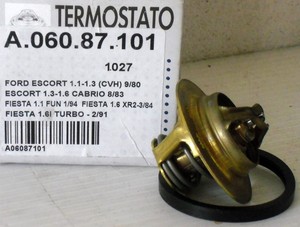 TERMOSTATO
A.060.87.101
1027
FORD ESCORT 1.1-1.3 (CVH) 9/80
ESCORT 1.3-1.6 CABRIO 8/83
FIESTA 1.1 FUN 1/94 FIESTA 1.6 XR2-3/84
FIESTA 1.6I TURBO - 2/91
A06087101